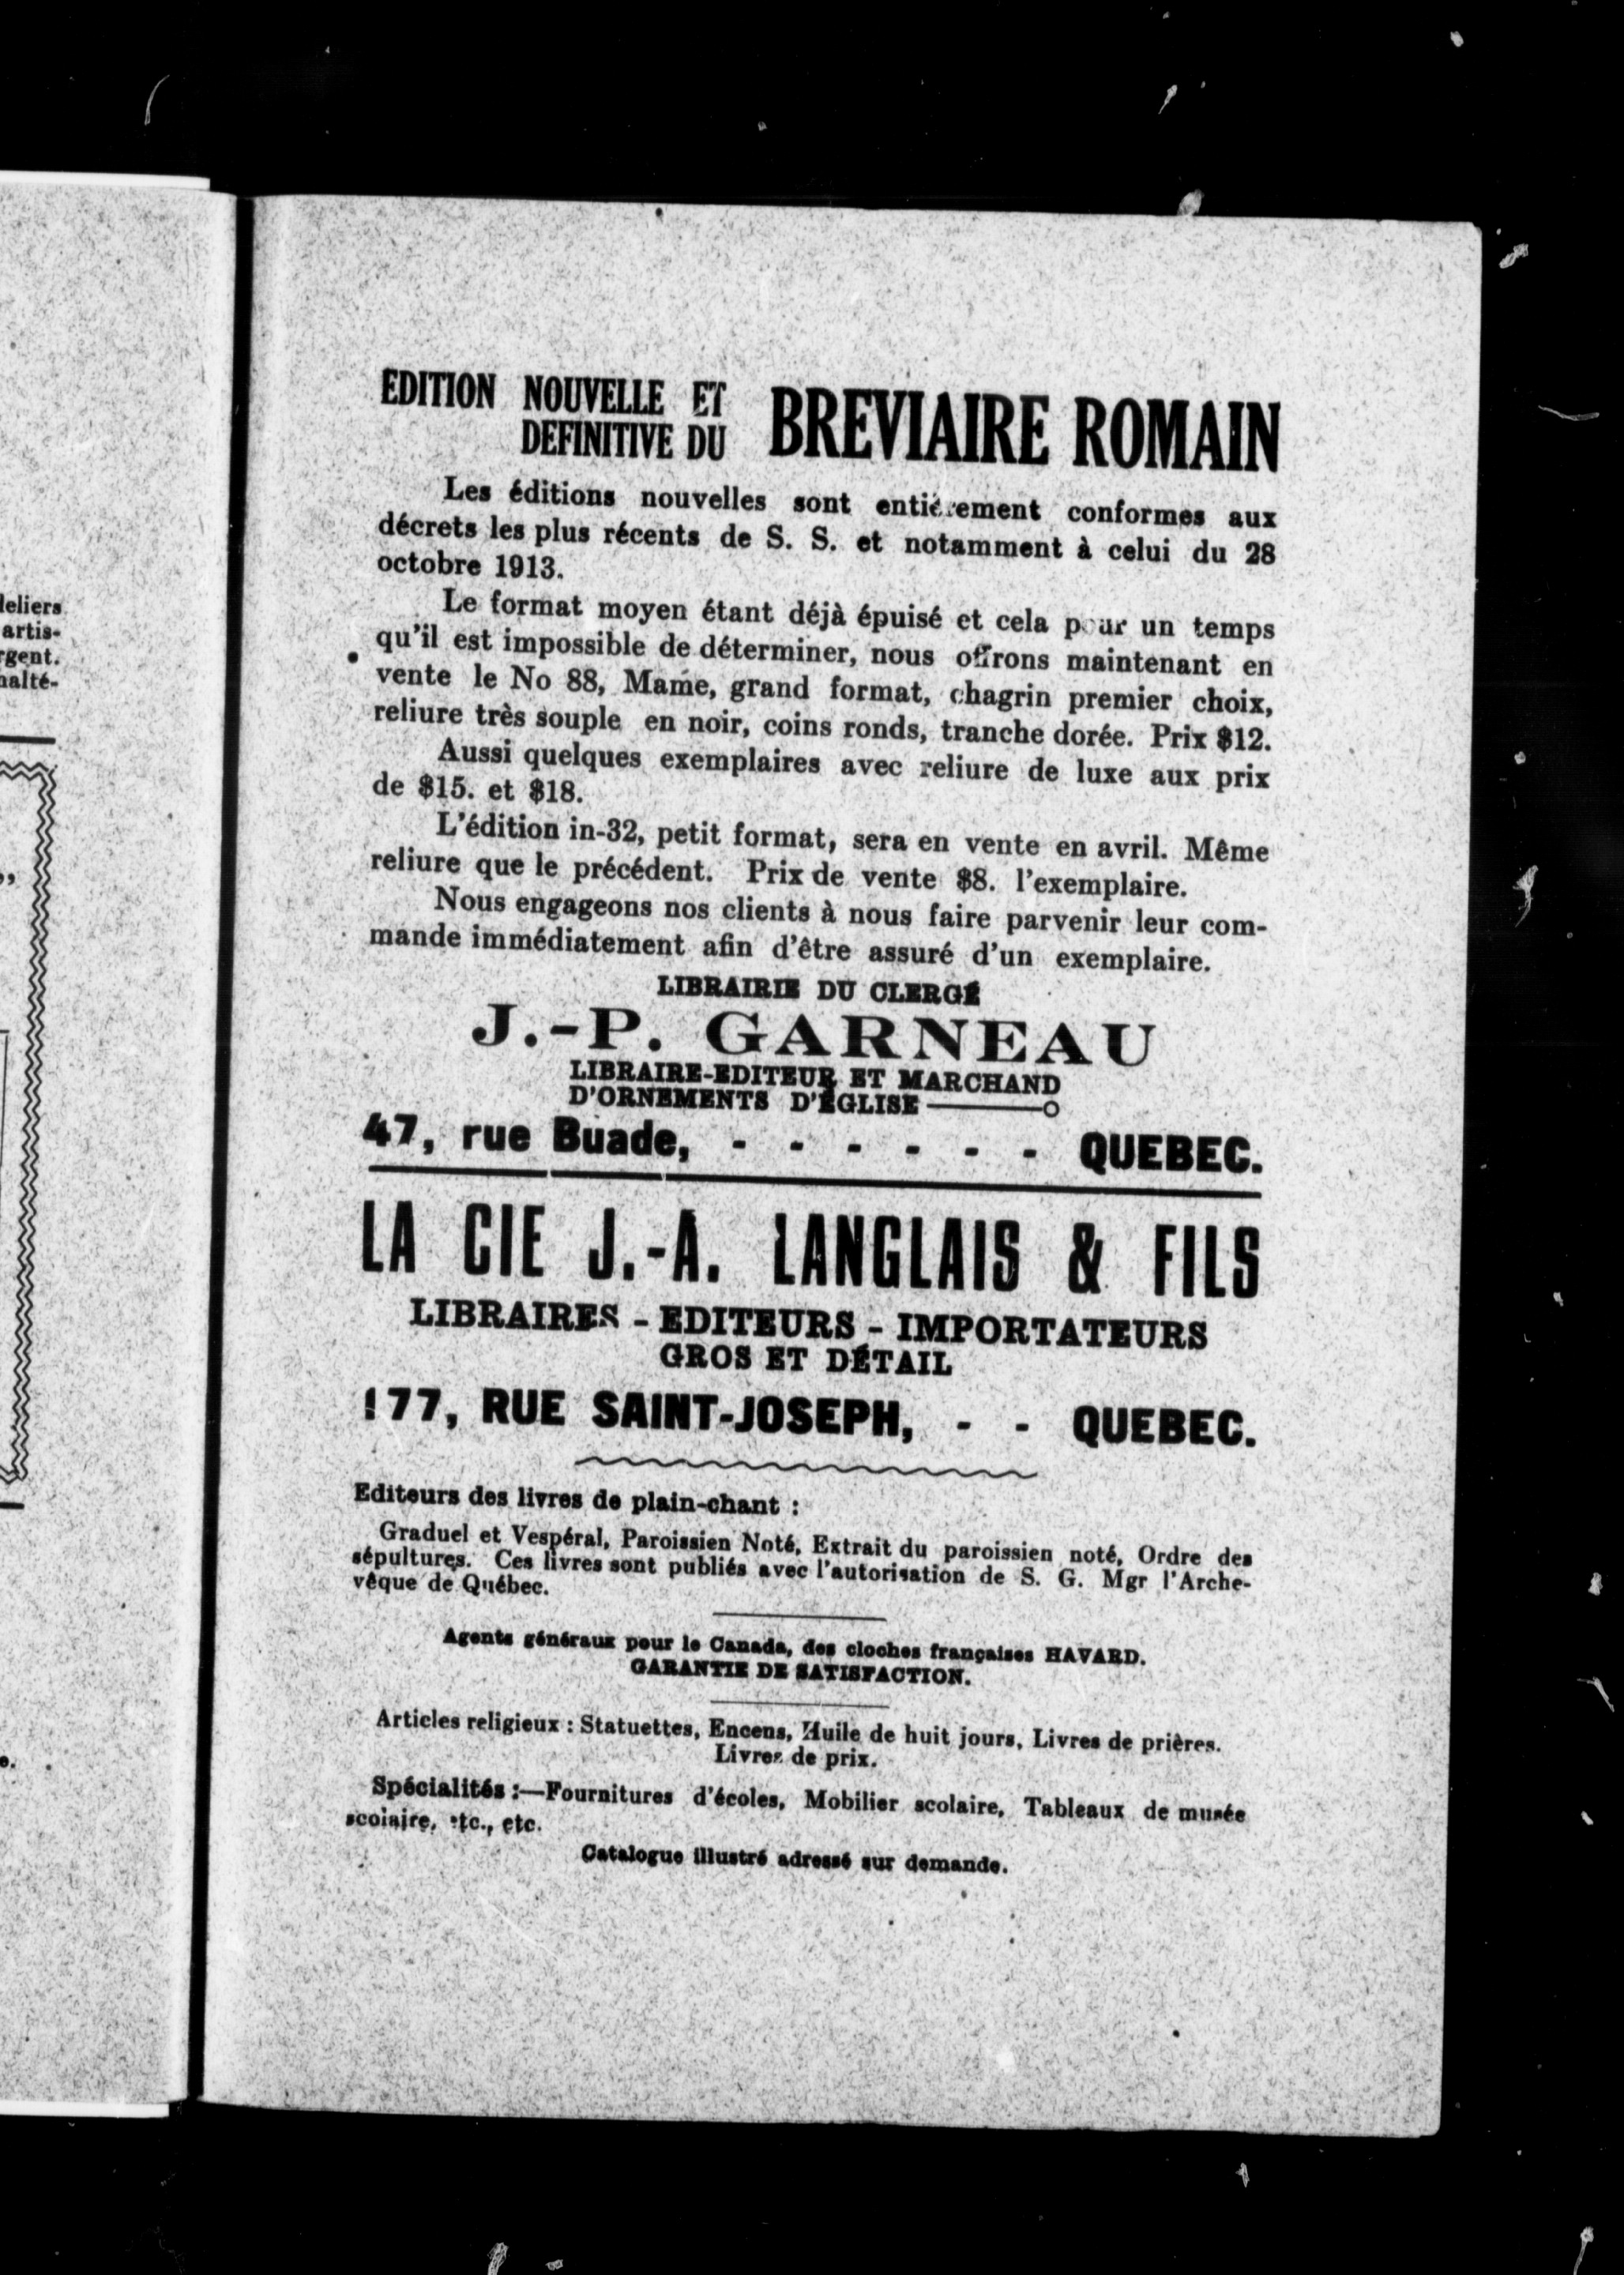 leliers
artis-
rgent.
nalté-
,,
e.
EDITION NOUVELLE ET
DEFINITIVE DU
BREVIAIRE ROMAIN
Les éditions nouvelles sont entièrement conformes aux
décrets les plus récents de S. S. et notamment à celui du 28
octobre 1913.
Le format moyen étant déjà épuisé et cela pour un temps
qu'il est impossible de déterminer, nous offrons maintenant en
vente le No 88, Mame, grand format, chagrin premier choix,
reliure très souple en noir, coins ronds, tranche dorée. Prix $12.
Aussi quelques exemplaires avec reliure de luxe aux prix
de $15. et $18.
L'édition in-32, petit format, sera en vente en avril. Même
reliure que le précédent. Prix de vente $8. l'exemplaire.
Nous engageons nos clients à nous faire parvenir leur com-
mande immédiatement afin d'être assuré d'un exemplaire.
LIBRAIRIE DU CLERGÉ
J.-P. GARNEAU
LIBRAIRE-EDITEUR ET MARCHAND
D'ORNEMENTS D'ÉGLISE
47, rue Buade, - - - - - - QUEBEC.
LA CIE J.-A. LANGLAIS & FILS
LIBRAIRES - EDITEURS - IMPORTATEURS
GROS ET DÉTAIL
177, RUE SAINT-JOSEPH, - - QUEBEC.
Editeurs des livres de plain-chant :
Graduel et Vespéral, Paroissien Noté, Extrait du paroissien noté, Ordre des
sépultures. Ces livres sont publiés avec l'autorisation de S. G. Mgr l'Arche-
vêque de Québec.
Agents généraux pour le Canada, des cloches françaises HAVARD.
GARANTIE DE SATISFACTION.
Articles religieux : Statuettes, Encens, Huile de huit jours, Livres de prières.
Livres de prix.
Spécialités :—Fournitures d'écoles, Mobilier scolaire, Tableaux de musée
scolaire, etc., etc.
Catalogue illustré adressé sur demande.